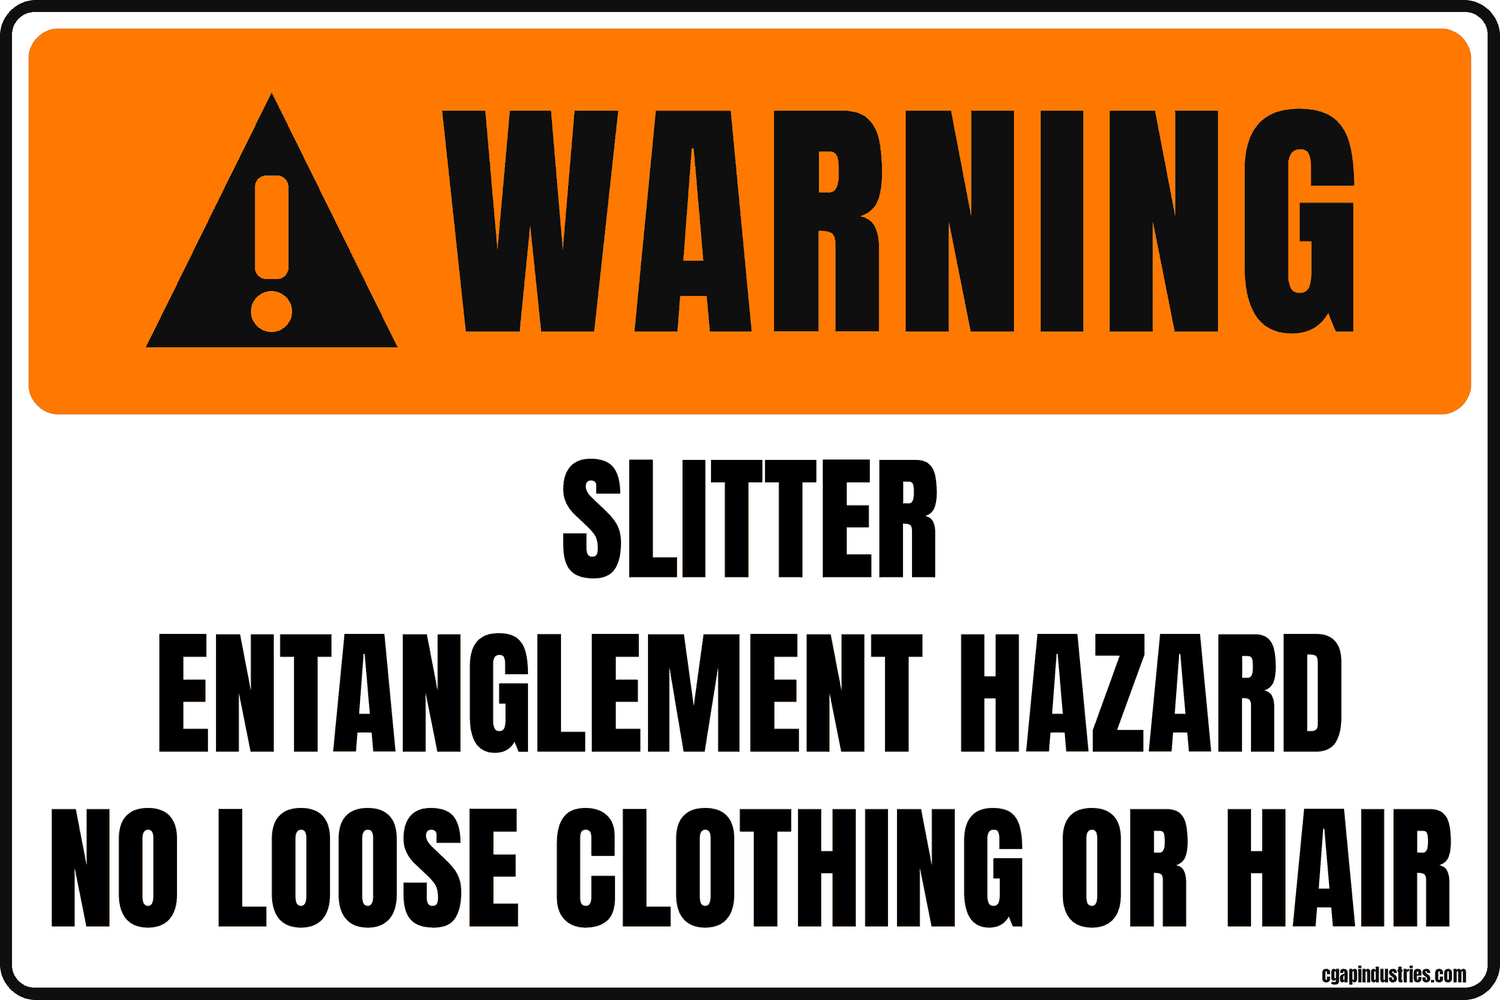 WARNING
SLITTER
ENTANGLEMENT HAZARD
NO LOOSE CLOTHING OR HAIR
cgapindustries.com